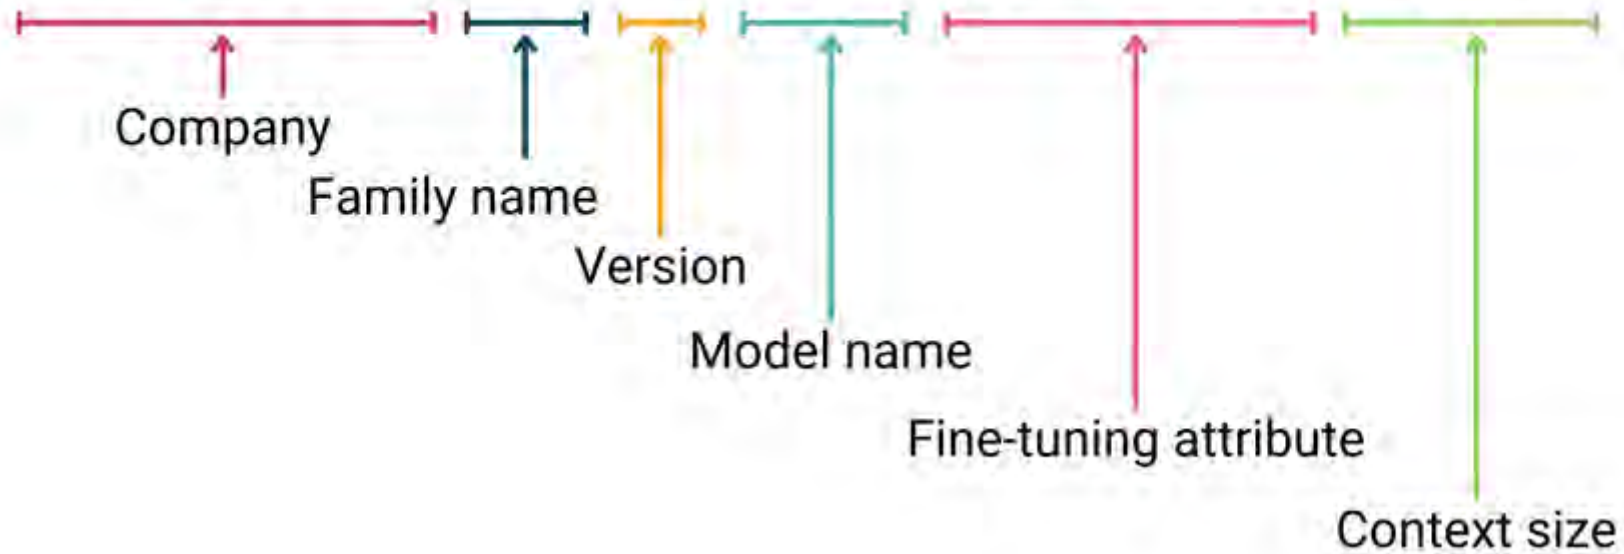 Company
Family name
Version
Model name
Fine-tuning attribute
Context size